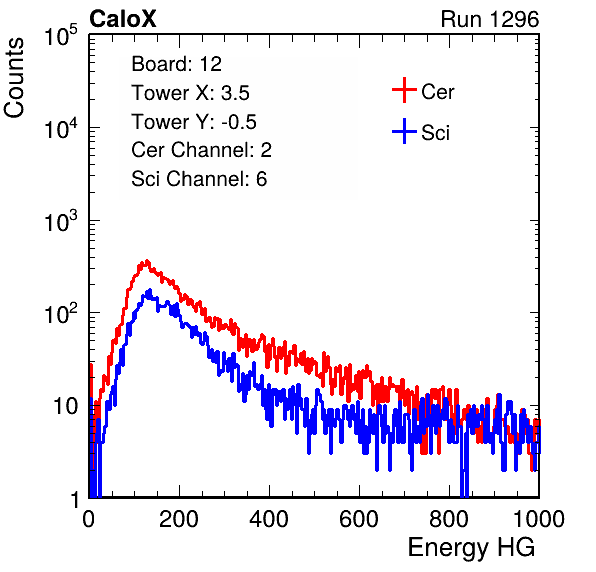 CaloX Run 1296
Counts
Board: 12
Tower X: 3.5
Tower Y: -0.5
Cer Channel: 2
Sci Channel: 6
Cer
Sci
10^5
10^4
10^3
10^2
10
1
0 200 400 600 800 1000
Energy HG